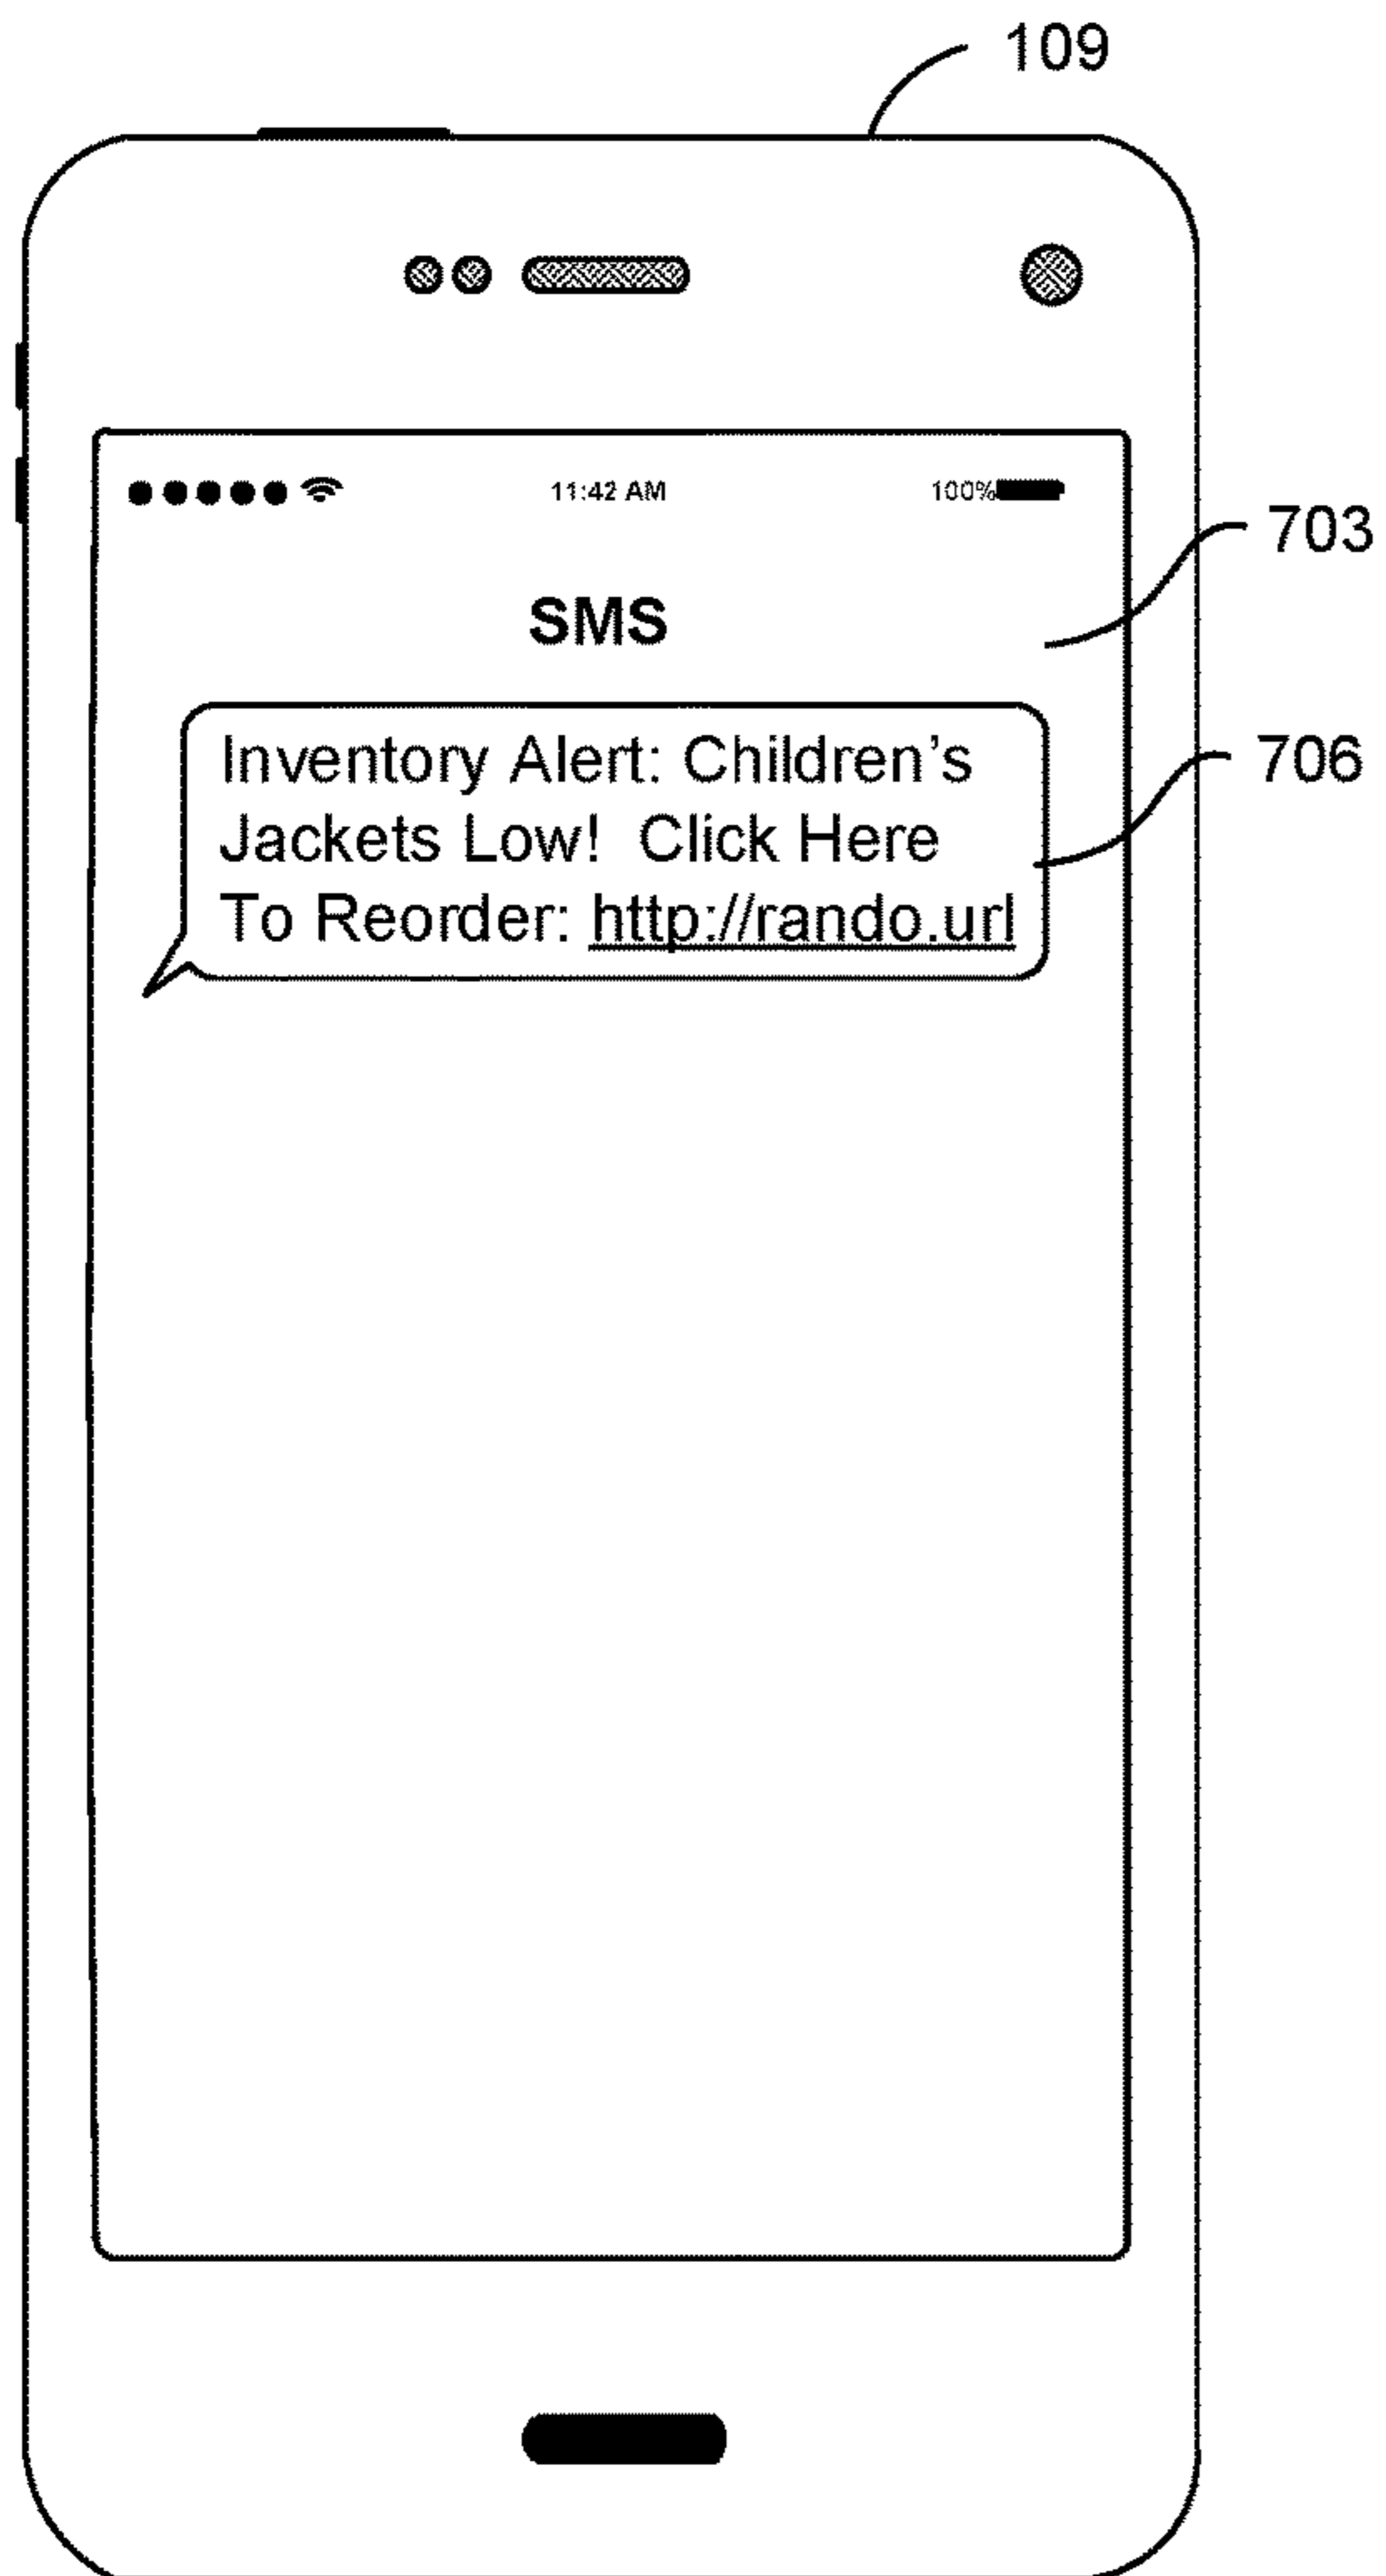 109
11:42 AM 100%
703
SMS
Inventory Alert: Children's
706
Jackets Low!  Click Here
To Reorder: http://rando.url